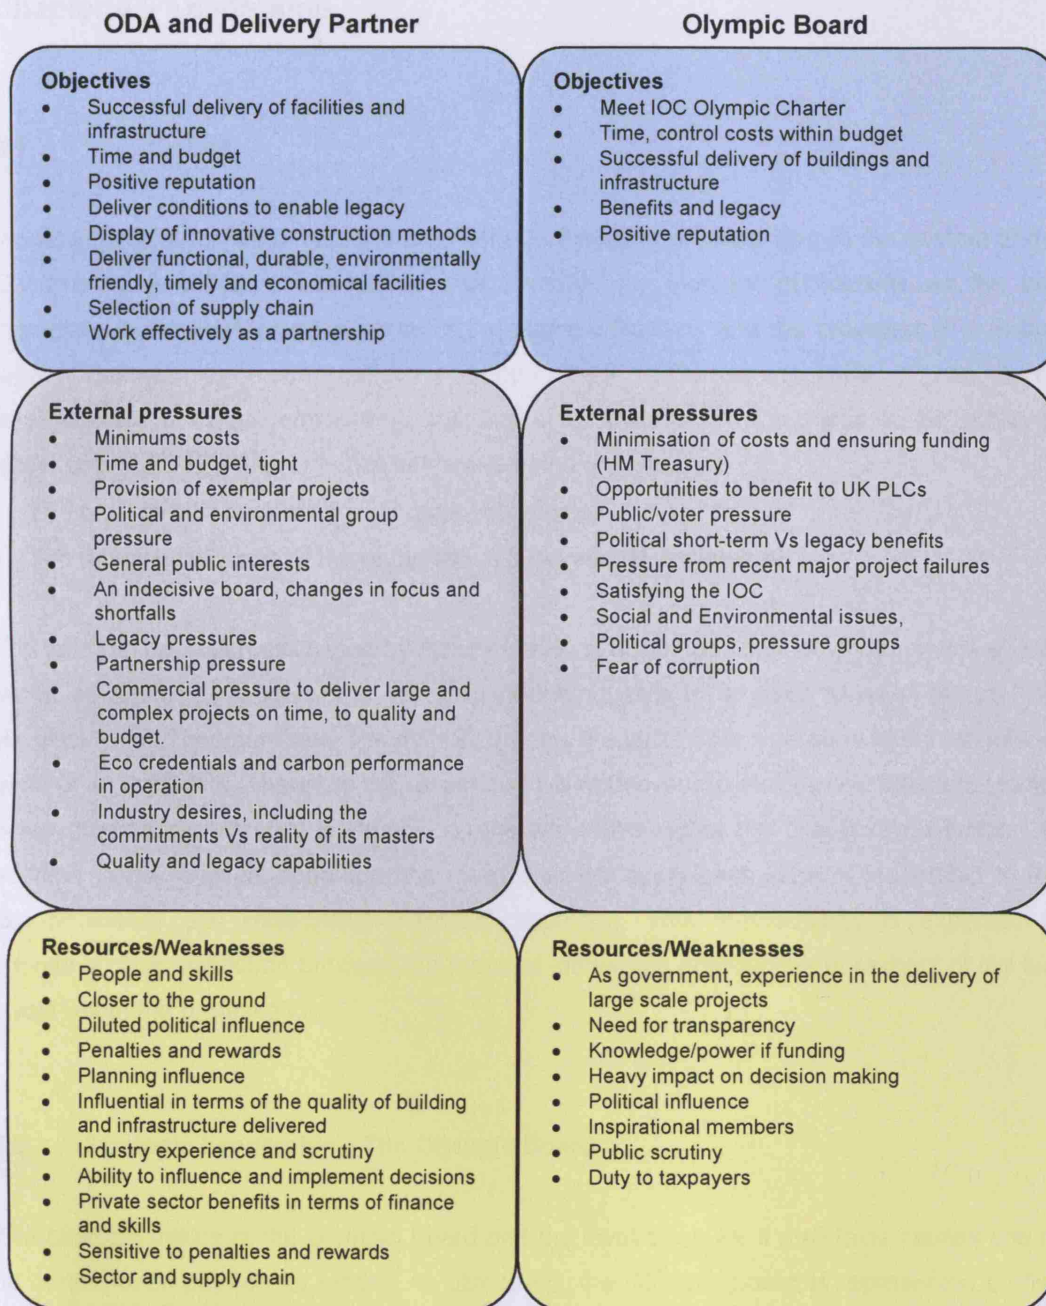 ODA and Delivery Partner
Objectives
• Successful delivery of facilities and
infrastructure
• Time and budget
• Positive reputation
• Deliver conditions to enable legacy
• Display of innovative construction methods
• Deliver functional, durable, environmentally
friendly, timely and economical facilities
• Selection of supply chain
• Work effectively as a partnership
External pressures
• Minimums costs
• Time and budget, tight
• Provision of exemplar projects
• Political and environmental group
pressure
• General public interests
• An indecisive board, changes in focus and
shortfalls
• Legacy pressures
• Partnership pressure
• Commercial pressure to deliver large and
complex projects on time, to quality and
budget.
• Eco credentials and carbon performance
in operation
• Industry desires, including the
commitments Vs reality of its masters
• Quality and legacy capabilities
Resources/Weaknesses
• People and skills
• Closer to the ground
• Diluted political influence
• Penalties and rewards
• Planning influence
• Influential in terms of the quality of building
and infrastructure delivered
• Industry experience and scrutiny
• Ability to influence and implement decisions
• Private sector benefits in terms of finance
and skills
• Sensitive to penalties and rewards
• Sector and supply chain
Olympic Board
Objectives
• Meet IOC Olympic Charter
• Time, control costs within budget
• Successful delivery of buildings and
infrastructure
• Benefits and legacy
• Positive reputation
External pressures
• Minimisation of costs and ensuring funding
(HM Treasury)
• Opportunities to benefit to UK PLCs
• Public/voter pressure
• Political short-term Vs legacy benefits
• Pressure from recent major project failures
• Satisfying the IOC
• Social and Environmental issues,
• Political groups, pressure groups
• Fear of corruption
Resources/Weaknesses
• As government, experience in the delivery of
large scale projects
• Need for transparency
• Knowledge/power if funding
• Heavy impact on decision making
• Political influence
• Inspirational members
• Public scrutiny
• Duty to taxpayers